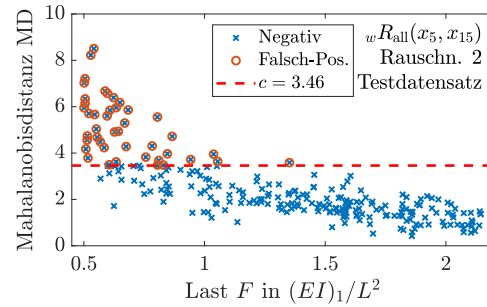 Negativ
Falsch-Pos.
c = 3.46
wRall(x5, x15)
Rauschn. 2
Testdatensatz
Mahalanobisdistanz MD
10
8
6
4
2
0
0.5 1 1.5 2
Last F in (EI)1/L²